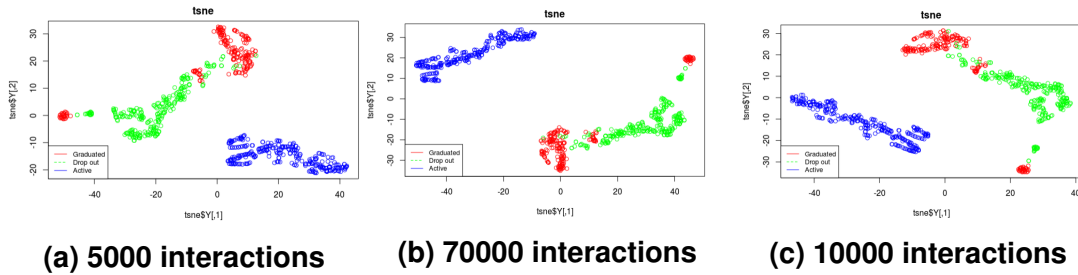 tsne
tsne$Y[,2]
30
20
10
0
-10
-20
Graduated
Drop out
Active
-40
-20
0
20
40
tsne$Y[,1]
(a) 5000 interactions
tsne
tsne$Y[,2]
30
20
10
0
-10
-30
Graduated
Drop out
Active
-40
-20
0
20
40
tsne$Y[,1]
(b) 70000 interactions
tsne
tsne$Y[,2]
30
20
10
0
-10
-30
Graduated
Drop out
Active
-40
-20
0
20
40
tsne$Y[,1]
(c) 10000 interactions